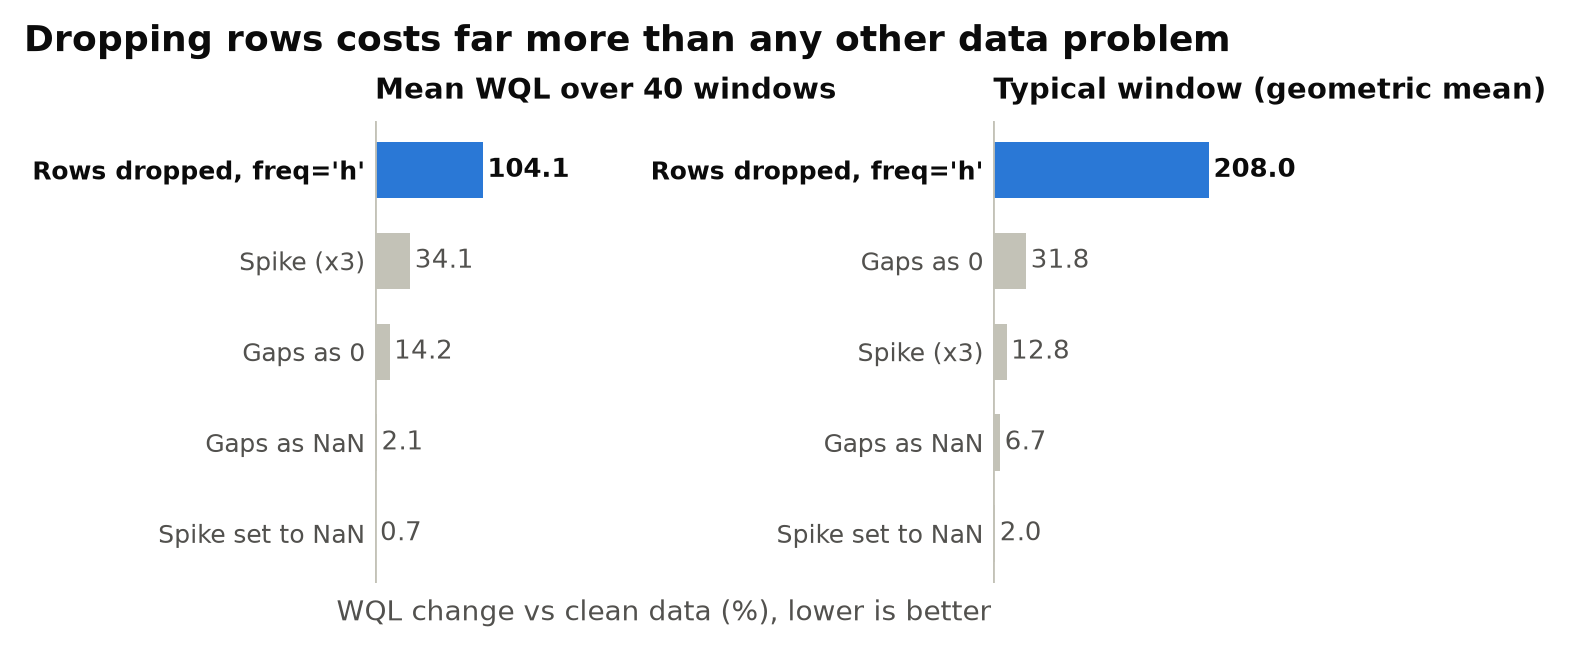 Dropping rows costs far more than any other data problem
Mean WQL over 40 windows
Rows dropped, freq='h' 104.1
Spike (x3) 34.1
Gaps as 0 14.2
Gaps as NaN 2.1
Spike set to NaN 0.7
Typical window (geometric mean)
Rows dropped, freq='h' 208.0
Gaps as 0 31.8
Spike (x3) 12.8
Gaps as NaN 6.7
Spike set to NaN 2.0
WQL change vs clean data (%), lower is better